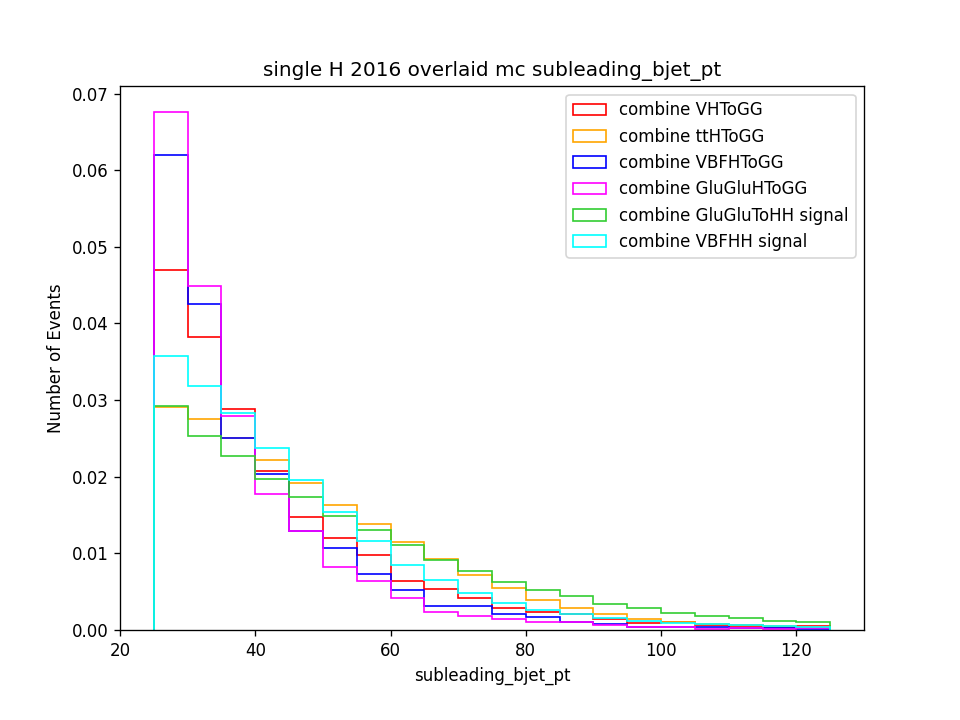 single H 2016 overlaid mc subleading_bjet_pt
0.07
0.06
0.05
0.04
0.03
0.02
0.01
0.00
Number of Events
combine VHToGG
combine ttHToGG
combine VBFHToGG
combine GluGluHToGG
combine GluGluToHH signal
combine VBFHH signal
20 40 60 80 100 120
subleading_bjet_pt